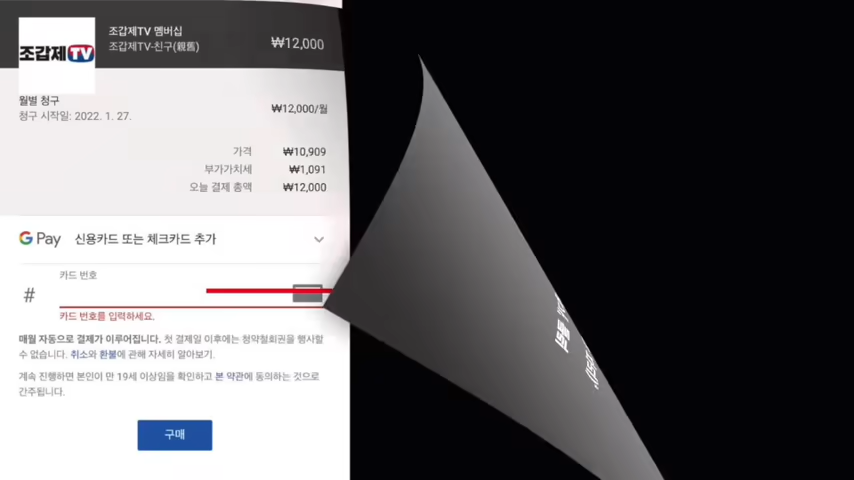 조갑제TV
조갑제TV 멤버십
조갑제TV-친구(親舊)
₩12,000
월별 청구
₩12,000/월
청구 시작일: 2022. 1. 27.
가격 ₩10,909
부가가치세 ₩1,091
오늘 결제 총액 ₩12,000
G Pay 신용카드 또는 체크카드 추가
카드 번호
#
카드 번호를 입력하세요.
매월 자동으로 결제가 이루어집니다. 첫 결제일 이후에는 청약철회권을 행사할
수 없습니다. 취소와 환불에 관해 자세히 알아보기.
계속 진행하면 본인이 만 19세 이상임을 확인하고 본 약관에 동의하는 것으로
간주됩니다.
구매